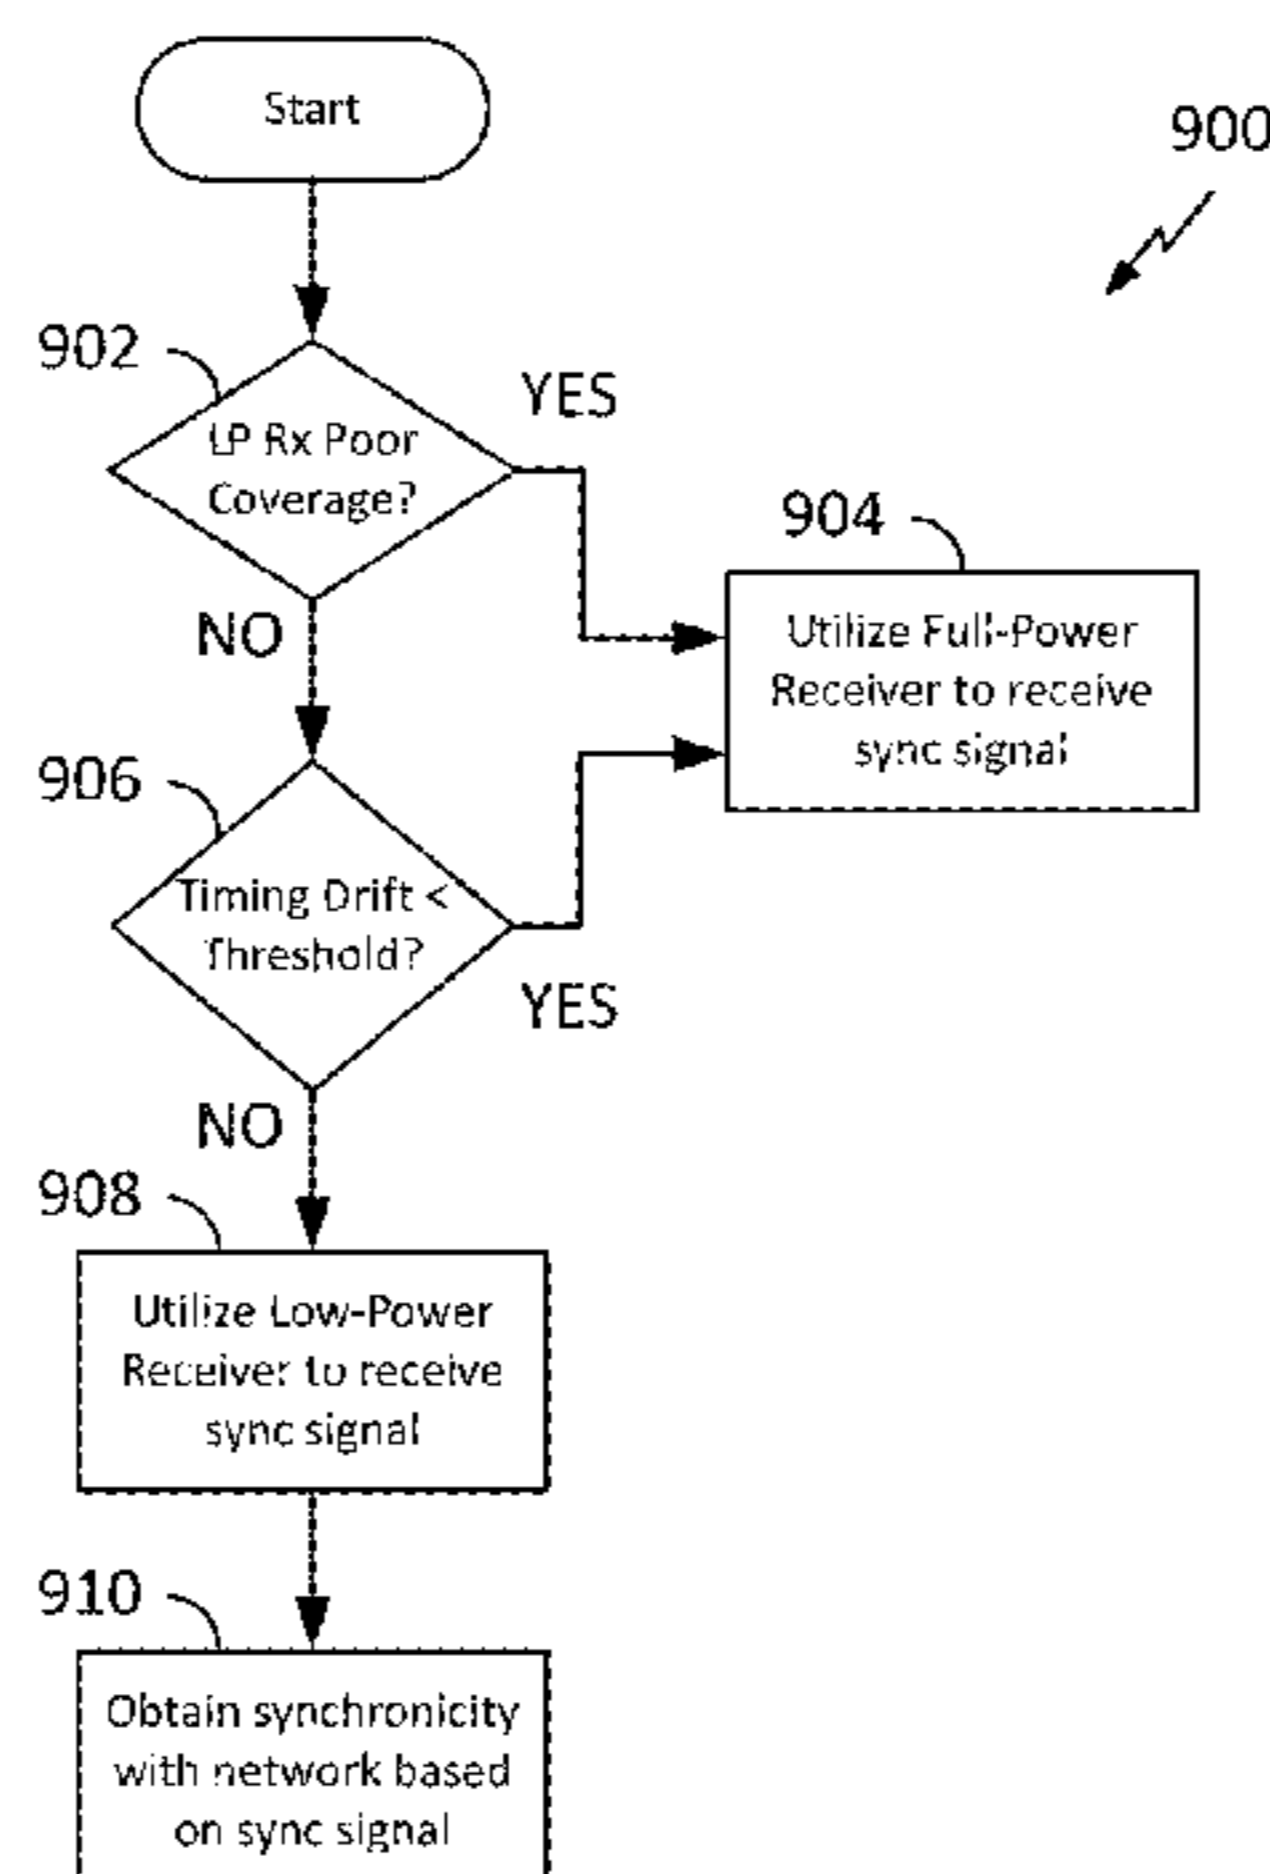 Start
900
902
YES
LP Rx Poor
Coverage?
904
NO
Utilize Full-Power
Receiver to receive
sync signal
906
Timing Drift <
Threshold?
YES
NO
908
Utilize Low-Power
Receiver to receive
sync signal
910
Obtain synchronicity
with network based
on sync signal